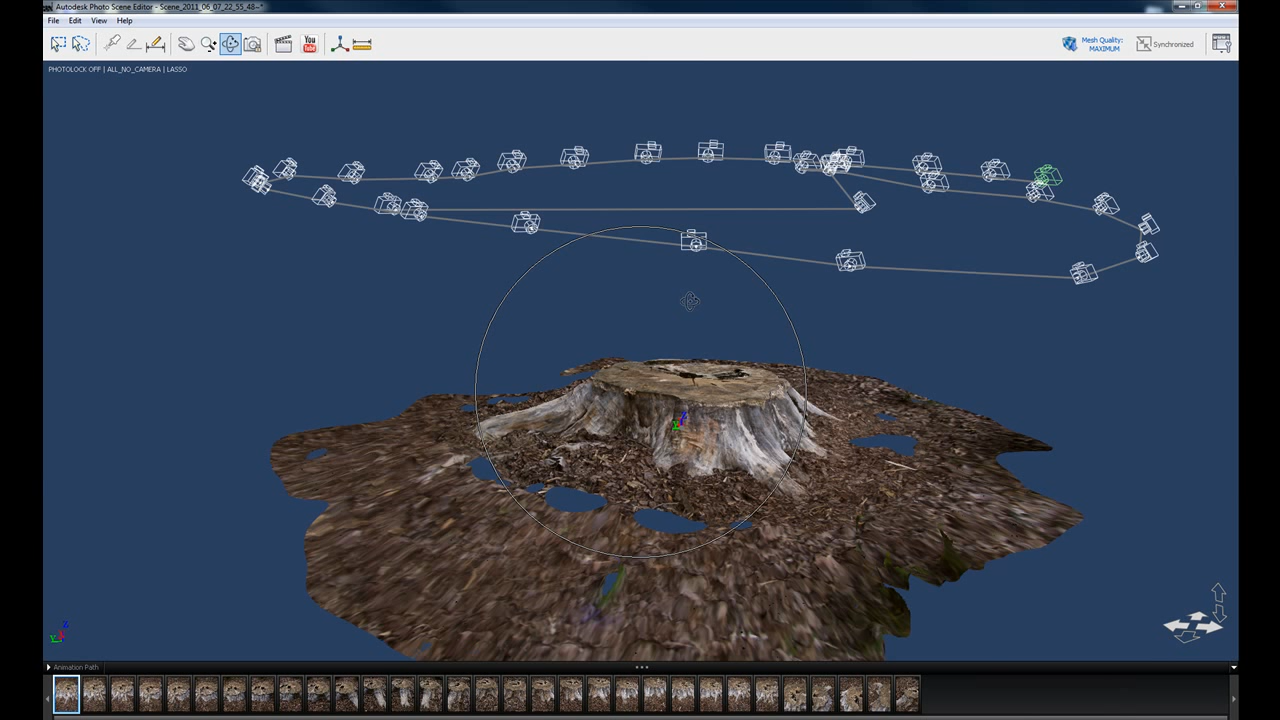 Autodesk Photo Scene Editor - Scene_2011_06_07_22_55_48~*
File Edit View Help
You Tube
Mesh Quality: MAXIMUM
Synchronized
PHOTOLOCK OFF | ALL_NO_CAMERA | LASSO
Z
Y
Z
Y
Animation Path